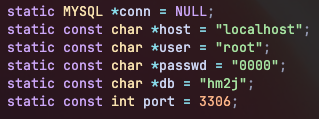 static MYSQL *conn = NULL;
static const char *host = "localhost";
static const char *user = "root";
static const char *passwd = "0000";
static const char *db = "hm2j";
static const int port = 3306;